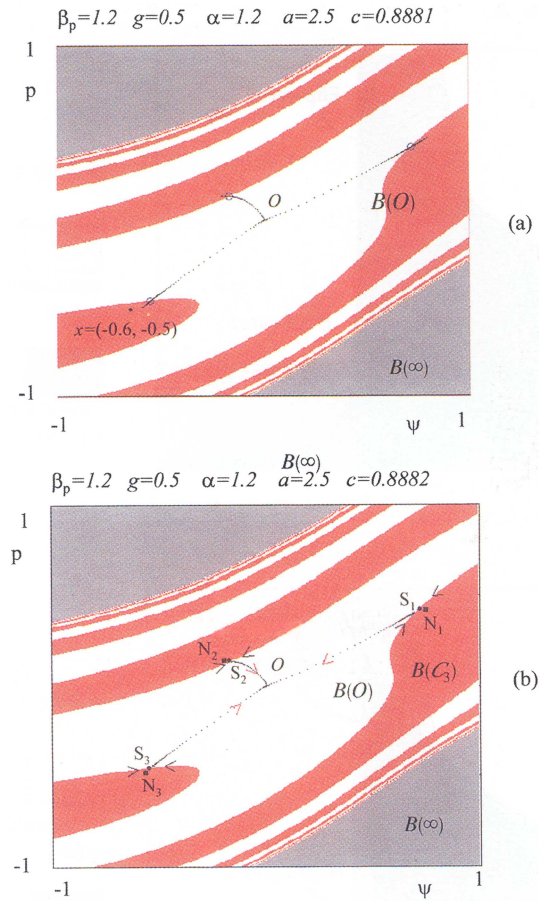 βp=1.2 g=0.5 α=1.2 a=2.5 c=0.8881
1
p
O
B(O)
(a)
x=(-0.6, -0.5)
B(∞)
-1
-1 ψ 1
B(∞)
βp=1.2 g=0.5 α=1.2 a=2.5 c=0.8882
1
p
S1
N1
N2
S2
O
B(O)
B(C3)
(b)
S3
N3
B(∞)
-1
-1 ψ 1